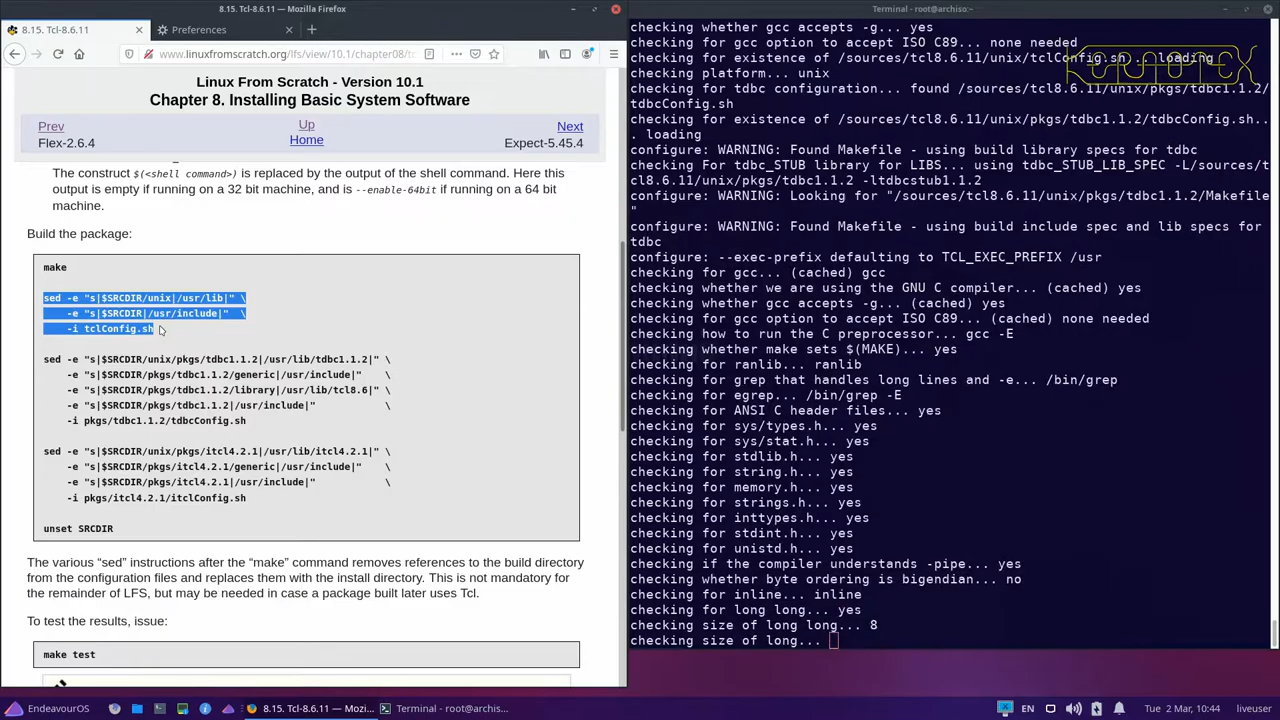 8.15. Tcl-8.6.11 — Mozilla Firefox
8.15. Tcl-8.6.11
Preferences
www.linuxfromscratch.org/lfs/view/10.1/chapter08/tc
Linux From Scratch - Version 10.1
Chapter 8. Installing Basic System Software
Prev
Up
Next
Flex-2.6.4
Home
Expect-5.45.4
The construct $(<shell command>) is replaced by the output of the shell command. Here this
output is empty if running on a 32 bit machine, and is --enable-64bit if running on a 64 bit
machine.
Build the package:
make
sed -e "s|$SRCDIR/unix|/usr/lib|" \
-e "s|$SRCDIR|/usr/include|" \
-i tclConfig.sh
sed -e "s|$SRCDIR/unix/pkgs/tdbc1.1.2|/usr/lib/tdbc1.1.2|" \
-e "s|$SRCDIR/pkgs/tdbc1.1.2/generic|/usr/include|" \
-e "s|$SRCDIR/pkgs/tdbc1.1.2/library|/usr/lib/tcl8.6|" \
-e "s|$SRCDIR/pkgs/tdbc1.1.2|/usr/include|" \
-i pkgs/tdbc1.1.2/tdbcConfig.sh
sed -e "s|$SRCDIR/unix/pkgs/itcl4.2.1|/usr/lib/itcl4.2.1|" \
-e "s|$SRCDIR/pkgs/itcl4.2.1/generic|/usr/include|" \
-e "s|$SRCDIR/pkgs/itcl4.2.1|/usr/include|" \
-i pkgs/itcl4.2.1/itclConfig.sh
unset SRCDIR
The various “sed” instructions after the “make” command removes references to the build directory
from the configuration files and replaces them with the install directory. This is not mandatory for
the remainder of LFS, but may be needed in case a package built later uses Tcl.
To test the results, issue:
make test
Terminal - root@archiso:~
checking whether gcc accepts -g... yes
checking for gcc option to accept ISO C89... none needed
checking for existence of /sources/tcl8.6.11/unix/tclConfig.sh... loading
checking platform... unix
checking for tdbc configuration... found /sources/tcl8.6.11/unix/pkgs/tdbc1.1.2/
tdbcConfig.sh
checking for existence of /sources/tcl8.6.11/unix/pkgs/tdbc1.1.2/tdbcConfig.sh..
. loading
configure: WARNING: Found Makefile - using build library specs for tdbc
checking For tdbc_STUB library for LIBS... using tdbc_STUB_LIB_SPEC -L/sources/t
cl8.6.11/unix/pkgs/tdbc1.1.2 -ltdbcstub1.1.2
configure: WARNING: Looking for "/sources/tcl8.6.11/unix/pkgs/tdbc1.1.2/Makefile
"
configure: WARNING: Found Makefile - using build include spec and lib specs for
tdbc
configure: --exec-prefix defaulting to TCL_EXEC_PREFIX /usr
checking for gcc... (cached) gcc
checking whether we are using the GNU C compiler... (cached) yes
checking whether gcc accepts -g... (cached) yes
checking for gcc option to accept ISO C89... (cached) none needed
checking how to run the C preprocessor... gcc -E
checking whether make sets $(MAKE)... yes
checking for ranlib... ranlib
checking for grep that handles long lines and -e... /bin/grep
checking for egrep... /bin/grep -E
checking for ANSI C header files... yes
checking for sys/types.h... yes
checking for sys/stat.h... yes
checking for stdlib.h... yes
checking for string.h... yes
checking for memory.h... yes
checking for strings.h... yes
checking for inttypes.h... yes
checking for stdint.h... yes
checking for unistd.h... yes
checking if the compiler understands -pipe... yes
checking whether byte ordering is bigendian... no
checking for inline... inline
checking for long long... yes
checking size of long long... 8
checking size of long...
EndeavourOS
8.15. Tcl-8.6.11 — Mozi...
Terminal - root@archiso:...
EN
Tue 2 Mar, 10:44
liveuser